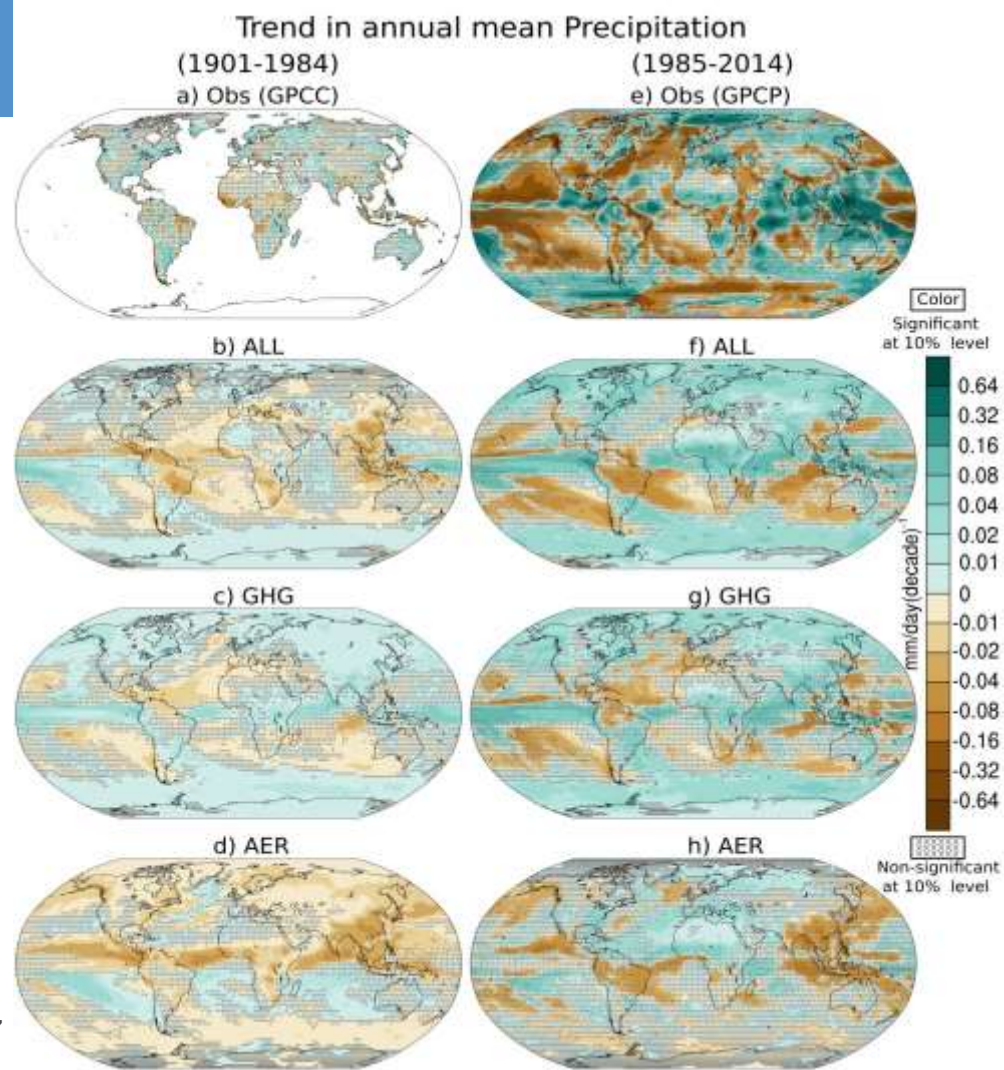 Trend in annual mean Precipitation
(1901-1984)
(1985-2014)
a) Obs (GPCC)
e) Obs (GPCP)
b) ALL
f) ALL
c) GHG
g) GHG
d) AER
h) AER
Color
Significant
at 10% level
0.64
0.32
0.16
0.08
0.04
0.02
0.01
0
-0.01
-0.02
-0.04
-0.08
-0.16
-0.32
-0.64
mm/day(decade)⁻¹
Non-significant
at 10% level